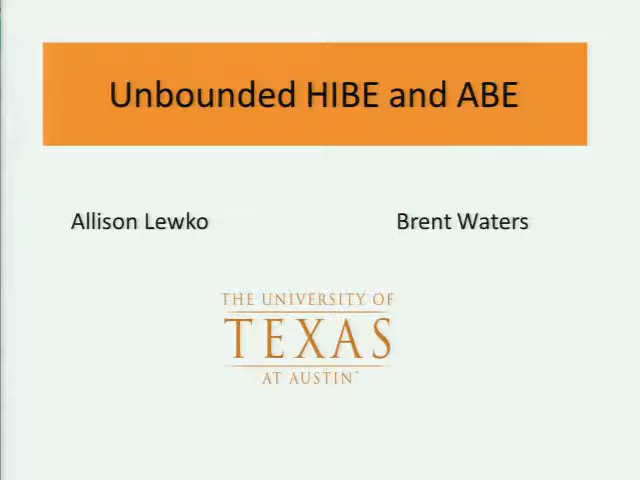 Unbounded HIBE and ABE
Allison Lewko
Brent Waters
THE UNIVERSITY OF
TEXAS
AT AUSTIN